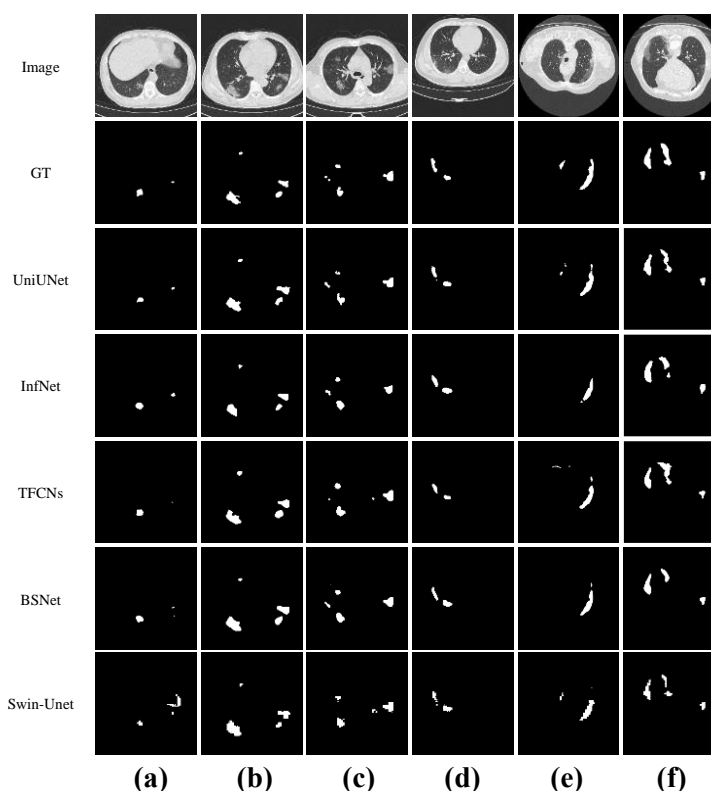 Image
GT
UniUNet
InfNet
TFCNs
BSNet
Swin-Unet
(a) (b) (c) (d) (e) (f)